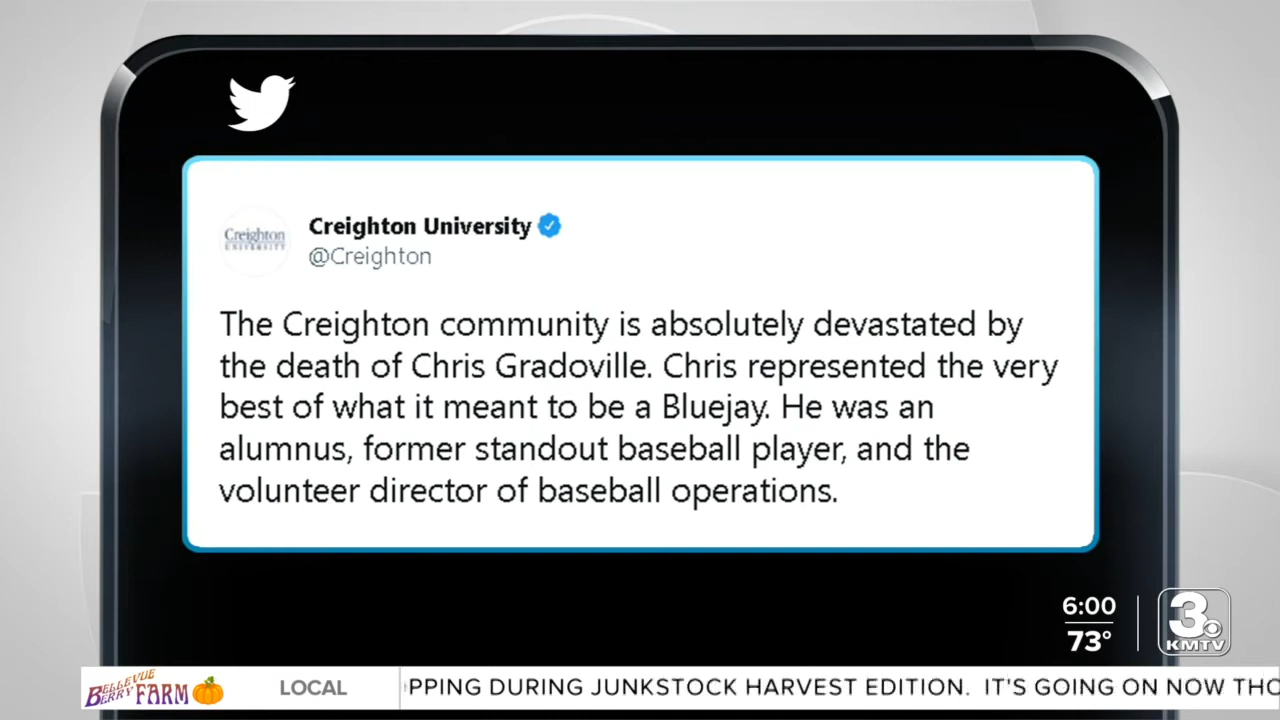 Creighton University
@Creighton
Creighton
UNIVERSITY
The Creighton community is absolutely devastated by
the death of Chris Gradoville. Chris represented the very
best of what it meant to be a Bluejay. He was an
alumnus, former standout baseball player, and the
volunteer director of baseball operations.
6:00
73°
3
KMTV
BELLEVUE
BERRY FARM
LOCAL
PPING DURING JUNKSTOCK HARVEST EDITION. IT'S GOING ON NOW THO